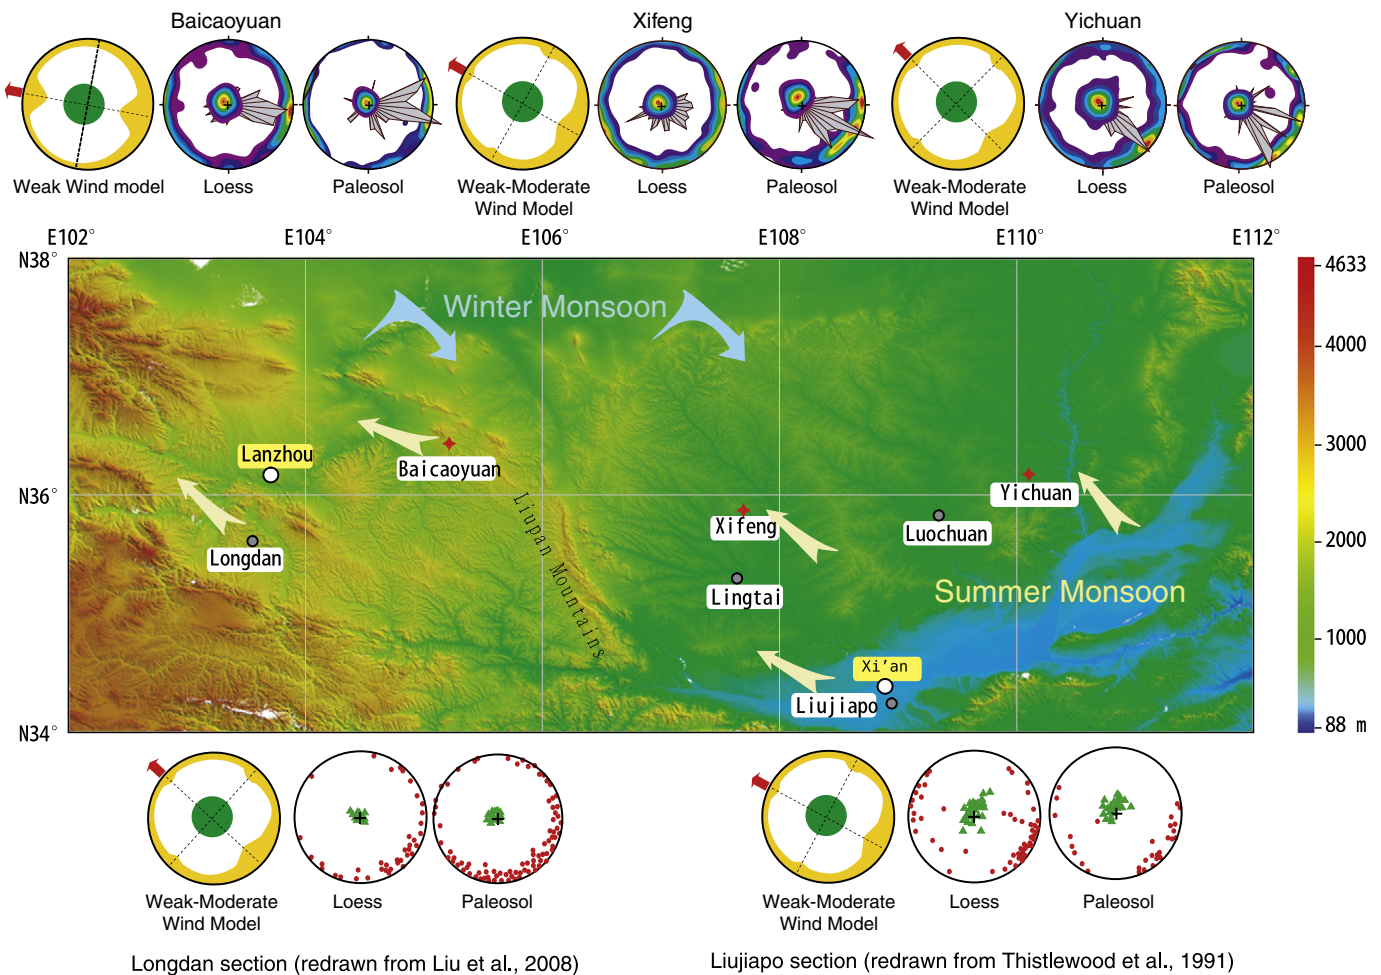 Baicaoyuan
Xifeng
Yichuan
Weak Wind model
Loess
Paleosol
Weak-Moderate
Wind Model
Loess
Paleosol
Weak-Moderate
Wind Model
Loess
Paleosol
E102°
E104°
E106°
E108°
E110°
E112°
N38°
Winter Monsoon
4633
4000
Lanzhou
Baicaoyuan
3000
Yichuan
N36°
Xifeng
Luochuan
2000
Longdan
Liupan Mountains
Lingtai
Summer Monsoon
1000
Xi'an
Liujiapo
N34°
88 m
Weak-Moderate
Wind Model
Loess
Paleosol
Weak-Moderate
Wind Model
Loess
Paleosol
Longdan section (redrawn from Liu et al., 2008)
Liujiapo section (redrawn from Thistlewood et al., 1991)